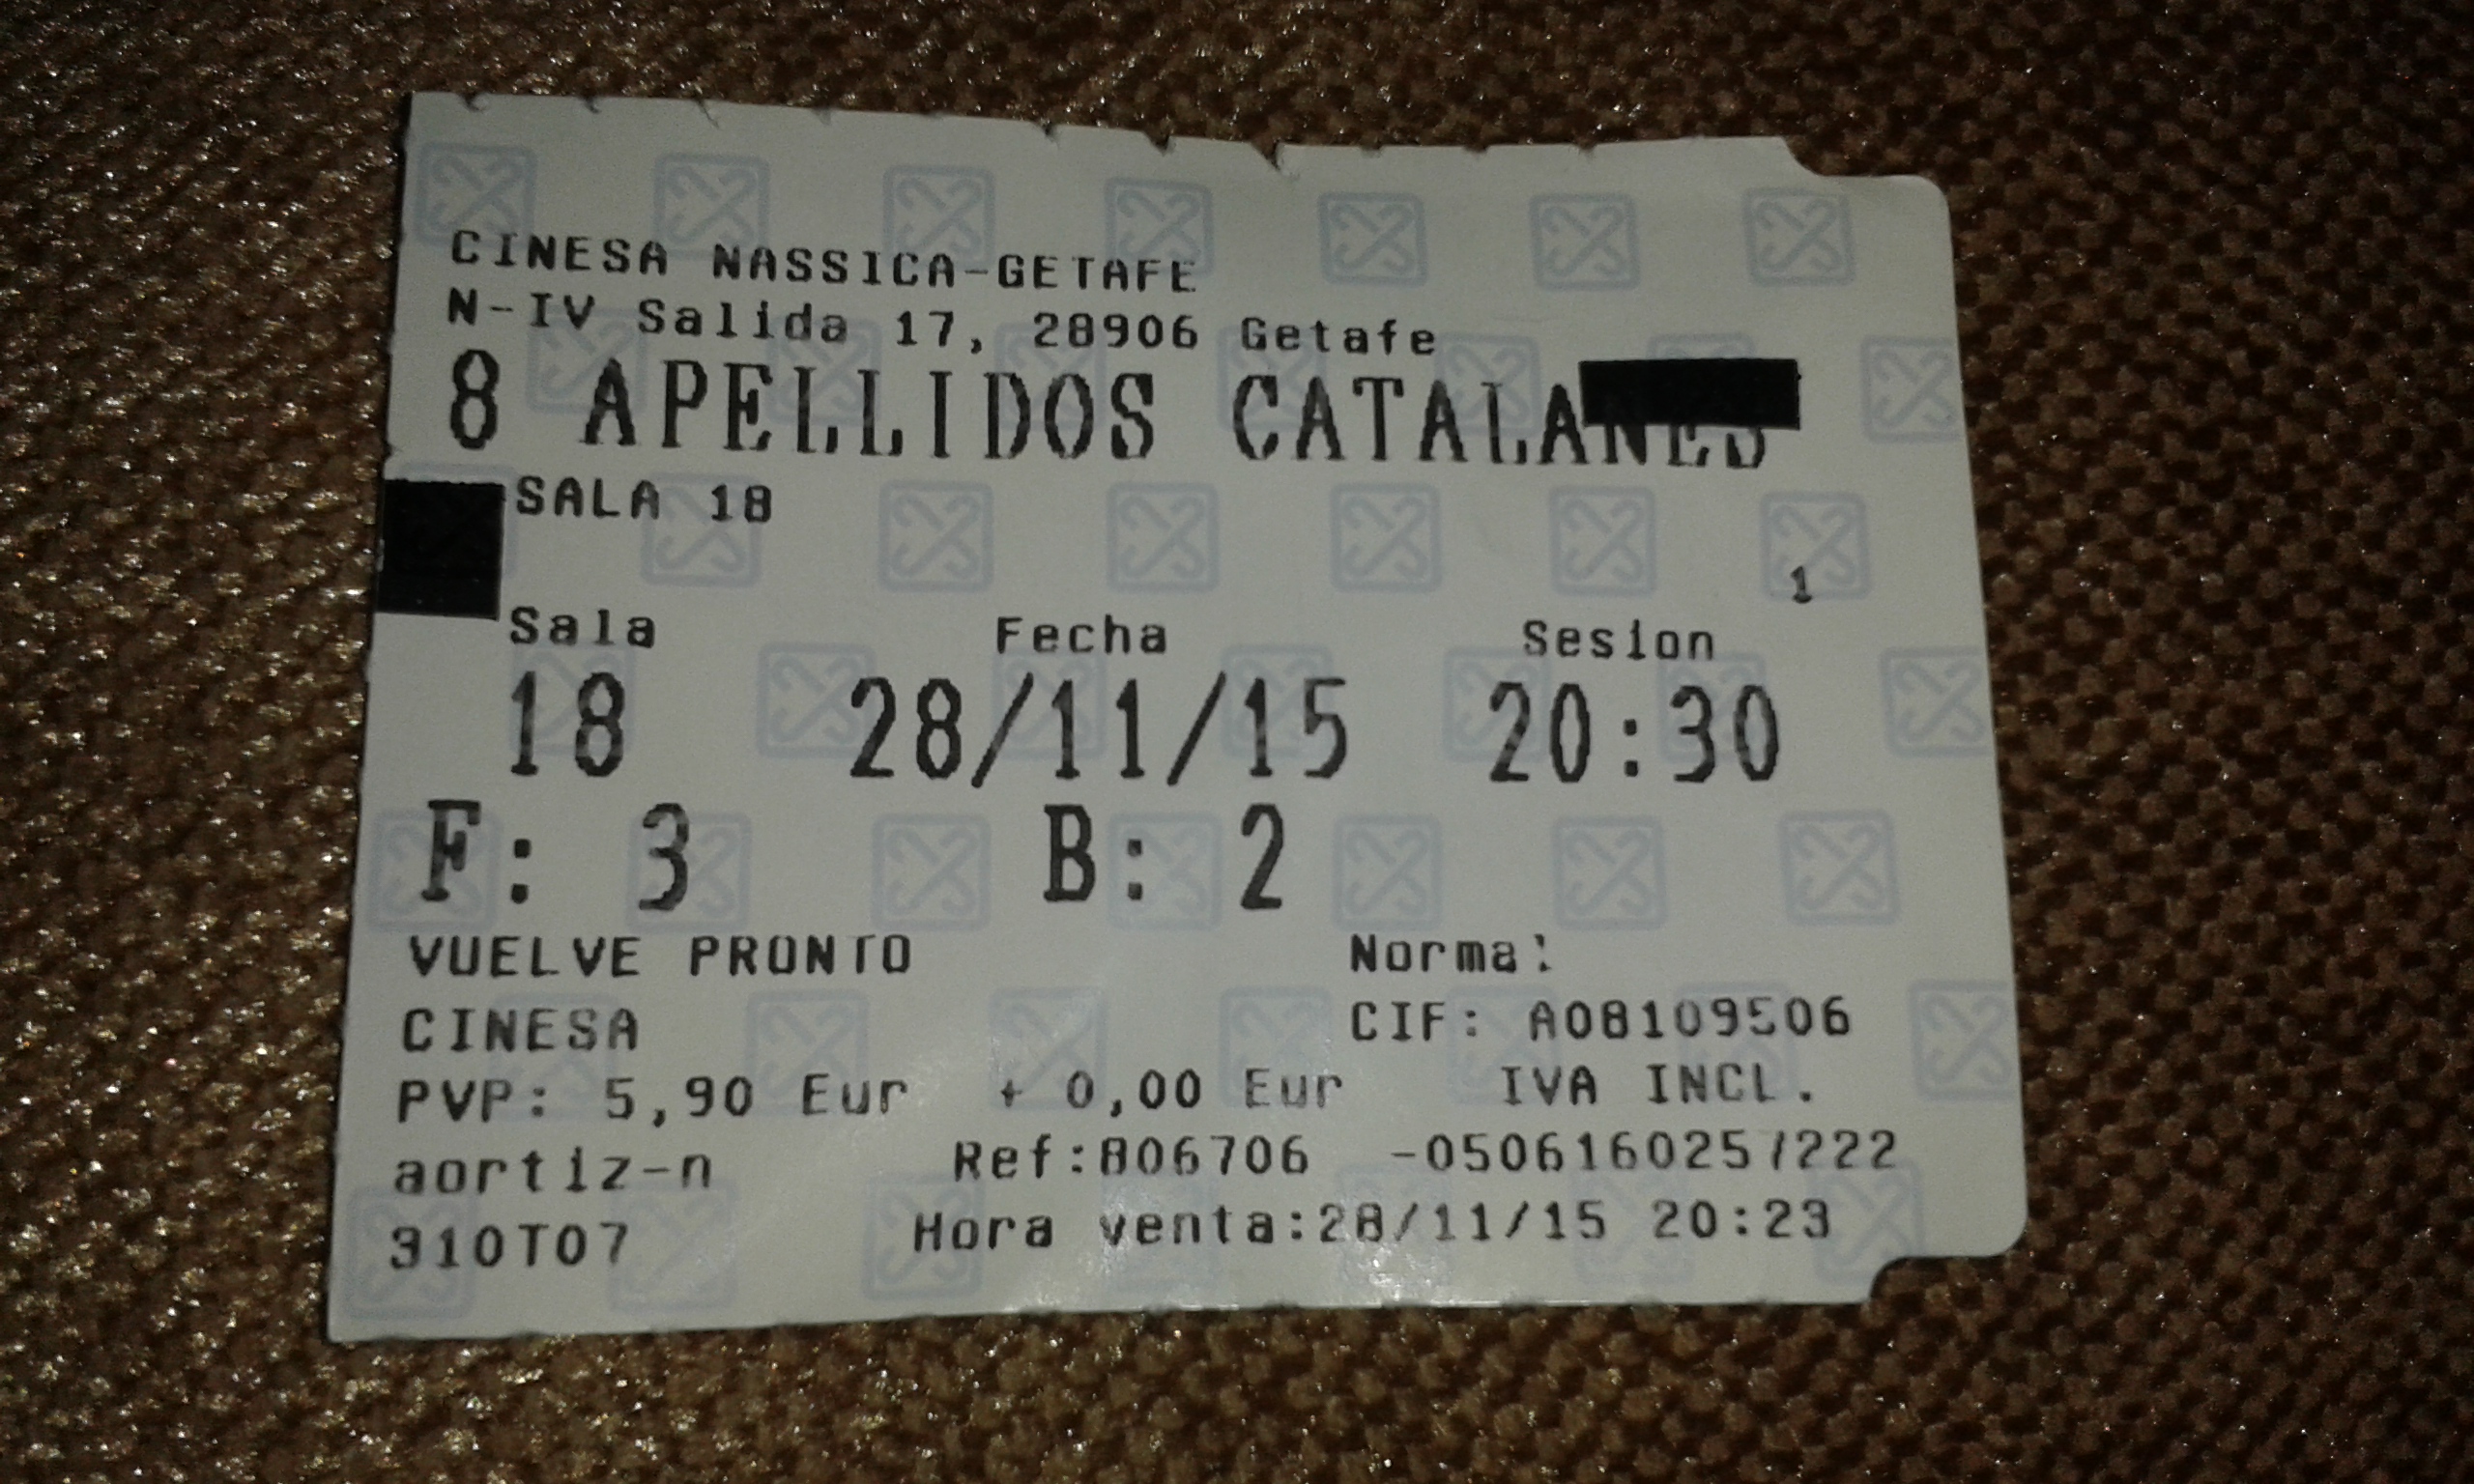 CINESA NASSICA-GETAFE
N-IV Salida 17, 28906 Getafe
8 APELLIDOS CATALANES
SALA 18
1
Sala Fecha Sesion
18 28/11/15 20:30
F: 3 B: 2
VUELVE PRONTO Normal
CINESA CIF: A08109506
PVP: 5,90 Eur + 0,00 Eur IVA INCL.
aortiz-n Ref:806706 -0506160257222
310T07 Hora venta:28/11/15 20:23